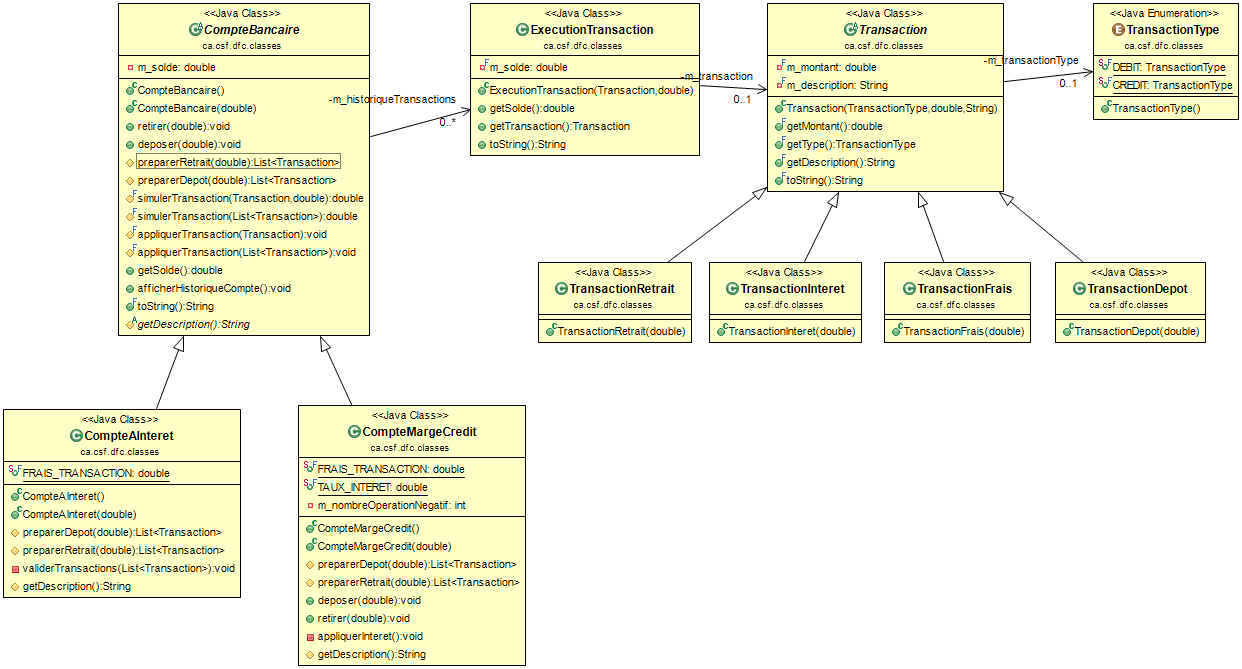 <<Java Class>>
CompteBancaire
ca.csf.dfc.classes
m_solde: double
CompteBancaire()
CompteBancaire(double)
retirer(double):void
deposer(double):void
preparerRetrait(double):List<Transaction>
preparerDepot(double):List<Transaction>
simulerTransaction(Transaction,double):double
simulerTransaction(List<Transaction>):double
appliquerTransaction(Transaction):void
appliquerTransaction(List<Transaction>):void
getSolde():double
afficherHistoriqueCompte():void
toString():String
getDescription():String
-m_historiqueTransactions
0..*
<<Java Class>>
ExecutionTransaction
ca.csf.dfc.classes
m_solde: double
ExecutionTransaction(Transaction,double)
getSolde():double
getTransaction():Transaction
toString():String
-m_transaction
0..1
<<Java Class>>
Transaction
ca.csf.dfc.classes
m_montant: double
m_description: String
Transaction(TransactionType,double,String)
getMontant():double
getType():TransactionType
getDescription():String
toString():String
-m_transactionType
0..1
<<Java Enumeration>>
TransactionType
ca.csf.dfc.classes
DEBIT: TransactionType
CREDIT: TransactionType
TransactionType()
<<Java Class>>
TransactionRetrait
ca.csf.dfc.classes
TransactionRetrait(double)
<<Java Class>>
TransactionInteret
ca.csf.dfc.classes
TransactionInteret(double)
<<Java Class>>
TransactionFrais
ca.csf.dfc.classes
TransactionFrais(double)
<<Java Class>>
TransactionDepot
ca.csf.dfc.classes
TransactionDepot(double)
<<Java Class>>
CompteAInteret
ca.csf.dfc.classes
FRAIS_TRANSACTION: double
CompteAInteret()
CompteAInteret(double)
preparerDepot(double):List<Transaction>
preparerRetrait(double):List<Transaction>
validerTransactions(List<Transaction>):void
getDescription():String
<<Java Class>>
CompteMargeCredit
ca.csf.dfc.classes
FRAIS_TRANSACTION: double
TAUX_INTERET: double
m_nombreOperationNegatif: int
CompteMargeCredit()
CompteMargeCredit(double)
preparerDepot(double):List<Transaction>
preparerRetrait(double):List<Transaction>
deposer(double):void
retirer(double):void
appliquerInteret():void
getDescription():String